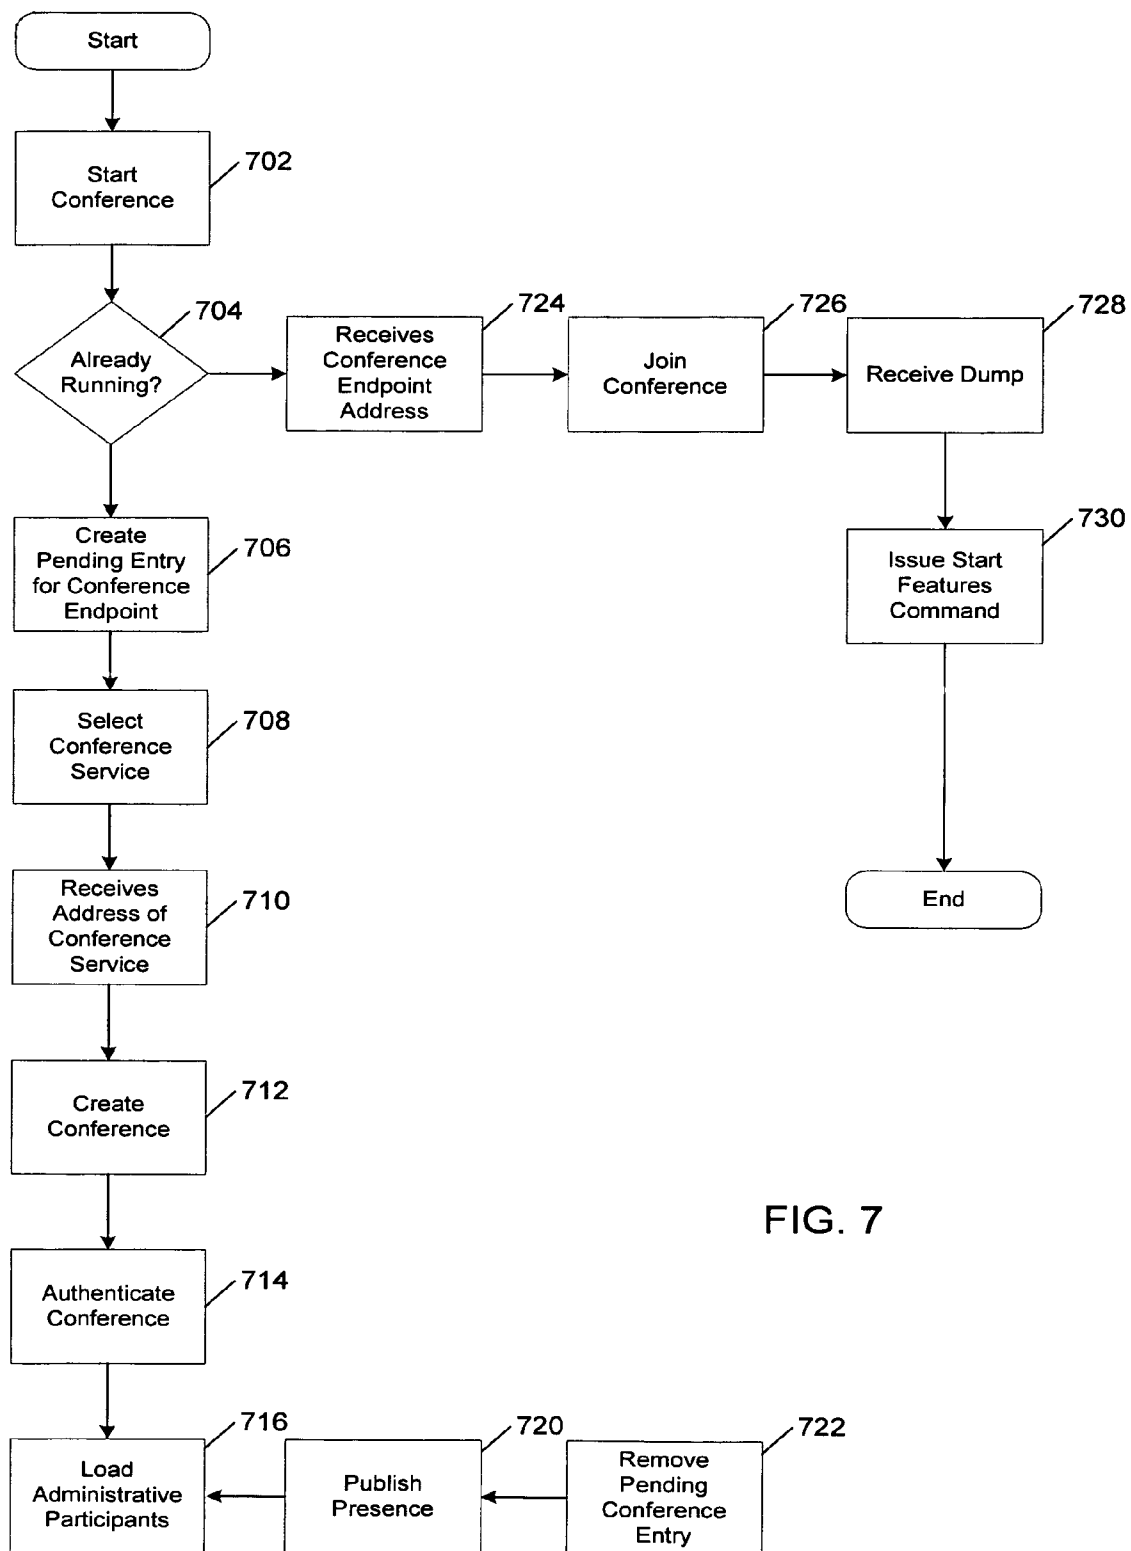 Start
Start
Conference
702
Already
Running?
704
Receives
Conference
Endpoint
Address
724
Join
Conference
726
Receive Dump
728
Create
Pending Entry
for Conference
Endpoint
706
Issue Start
Features
Command
730
Select
Conference
Service
708
Receives
Address of
Conference
Service
710
End
Create
Conference
712
FIG. 7
Authenticate
Conference
714
Load
Administrative
Participants
716
Publish
Presence
720
Remove
Pending
Conference
Entry
722